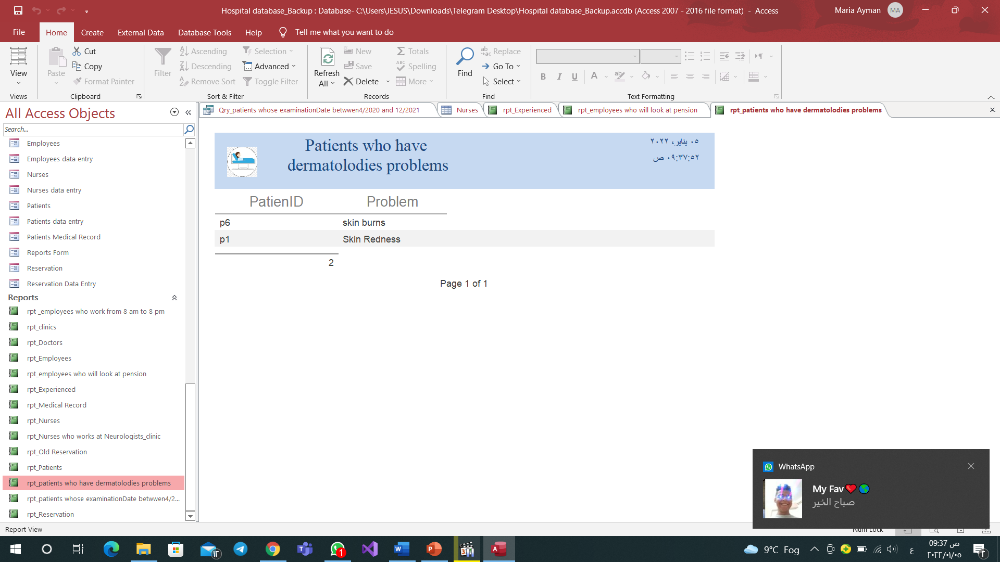 Hospital database_Backup : Database- C:\Users\JESUS\Downloads\Telegram Desktop\Hospital database_Backup.accdb (Access 2007 - 2016 file format) - Access
Maria Ayman
MA
File
Home
Create
External Data
Database Tools
Help
Tell me what you want to do
View
Views
Paste
Cut
Copy
Format Painter
Clipboard
Filter
Ascending
Descending
Remove Sort
Selection
Advanced
Toggle Filter
Sort & Filter
Refresh
All
New
Save
Delete
Totals
Spelling
More
Records
Find
Replace
Go To
Select
Find
B I U
Text Formatting
All Access Objects
Search...
Employees
Employees data entry
Nurses
Nurses data entry
Patients
Patients data entry
Patients Medical Record
Reports Form
Reservation
Reservation Data Entry
Reports
rpt _employees who work from 8 am to 8 pm
rpt_clinics
rpt_Doctors
rpt_Employees
rpt_employees who will look at pension
rpt_Experienced
rpt_Medical Record
rpt_Nurses
rpt_Nurses who works at Neurologists_clinic
rpt_Old Reservation
rpt_Patients
rpt_patients who have dermatolodies problems
rpt_patients whose examinationDate betwwen4/2...
rpt_Reservation
Qry_patients whose examinationDate betwwen4/2020 and 12/2021
Nurses
rpt_Experienced
rpt_employees who will look at pension
rpt_patients who have dermatolodies problems
Patients who have
dermatolodies problems
٠٥ يناير، ٢٠٢٢
٠٩:٣٧:٥٢ ص
PatienID Problem
p6 skin burns
p1 Skin Redness
2
Page 1 of 1
WhatsApp
My Fav
صباح الخير
Report View
Num Lock
١٣
1
9°C Fog
ع
09:37 ص
٢٠٢٢/٠١/٠٥
٢